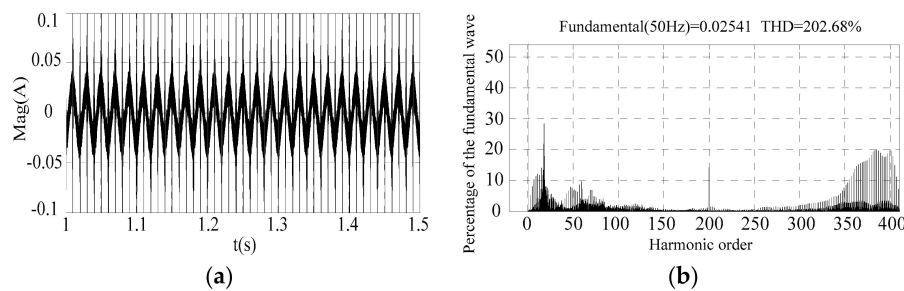 0.1
0.05
0
-0.05
-0.1
Mag(A)
1 1.1 1.2 1.3 1.4 1.5
t(s)
(a)
Fundamental(50Hz)=0.02541 THD=202.68%
Percentage of the fundamental wave
50
40
30
20
10
0
0 50 100 150 200 250 300 350 400
Harmonic order
(b)